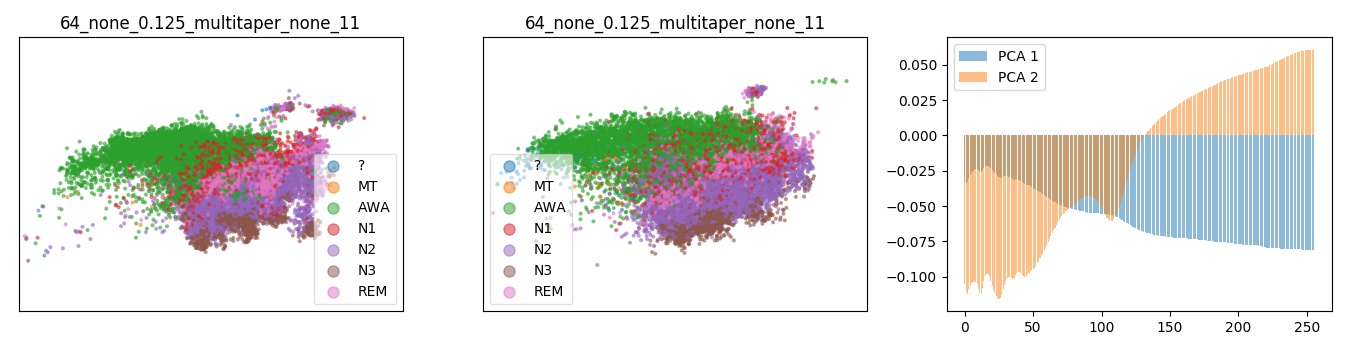 64_none_0.125_multitaper_none_11
?
MT
AWA
N1
N2
N3
REM
64_none_0.125_multitaper_none_11
?
MT
AWA
N1
N2
N3
REM
PCA 1
PCA 2
0.050
0.025
0.000
−0.025
−0.050
−0.075
−0.100
0 50 100 150 200 250